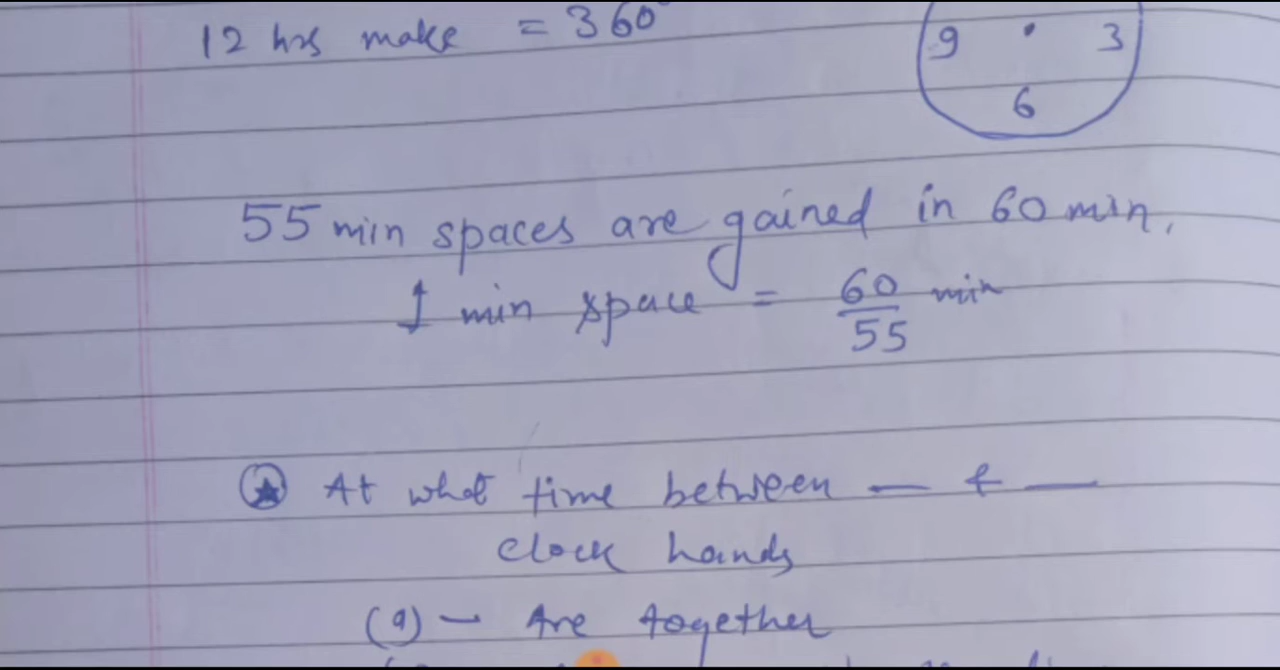 12 hrs make = 360°
9 3
6
55 min spaces are gained in 60 min.
1 min space = 60/55 min
At what time between — & —
clock hands
(a) — Are together